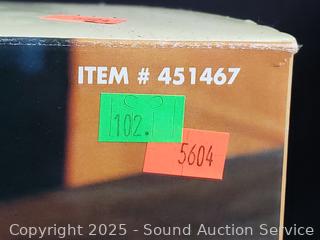 ITEM # 451467
102.
5604
Copyright 2025 - Sound Auction Service